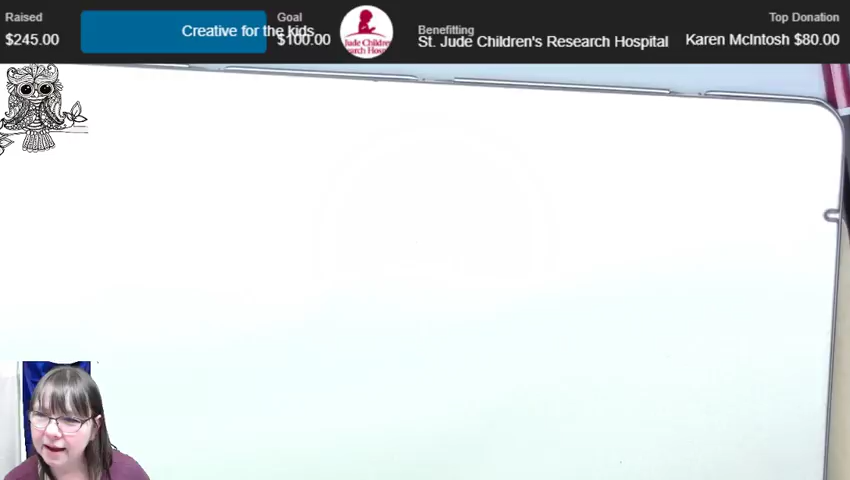 Raised
$245.00
Creative for the kids
Goal
$100.00
Benefitting
St. Jude Children's Research Hospital
Top Donation
Karen McIntosh $80.00